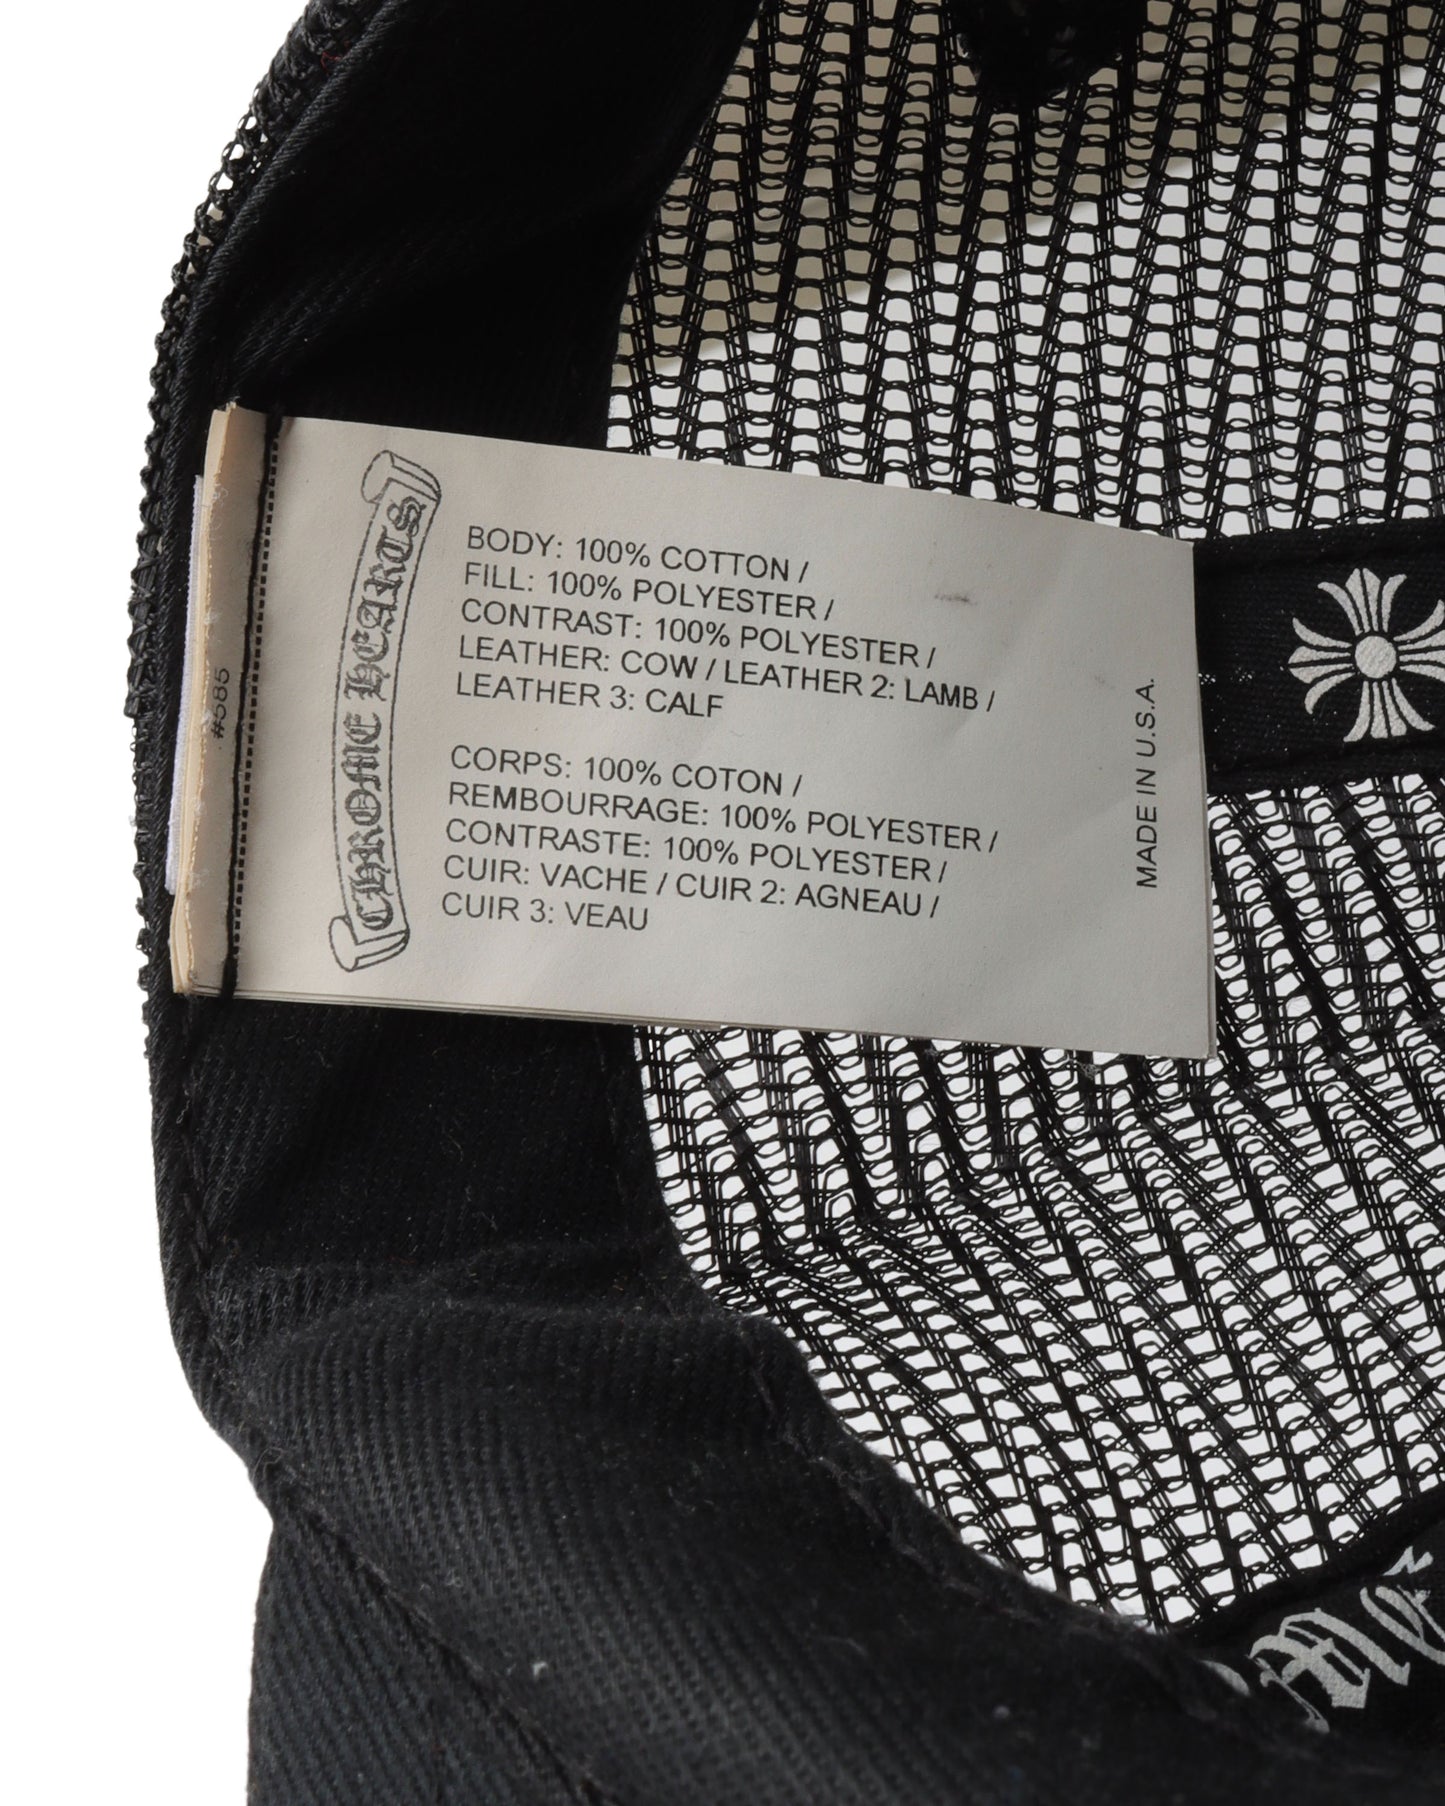 CHROME HEARTS
BODY: 100% COTTON /
FILL: 100% POLYESTER /
CONTRAST: 100% POLYESTER /
LEATHER: COW / LEATHER 2: LAMB /
LEATHER 3: CALF
CORPS: 100% COTON /
REMBOURRAGE: 100% POLYESTER /
CONTRASTE: 100% POLYESTER /
CUIR: VACHE / CUIR 2: AGNEAU /
CUIR 3: VEAU
MADE IN U.S.A.
#585